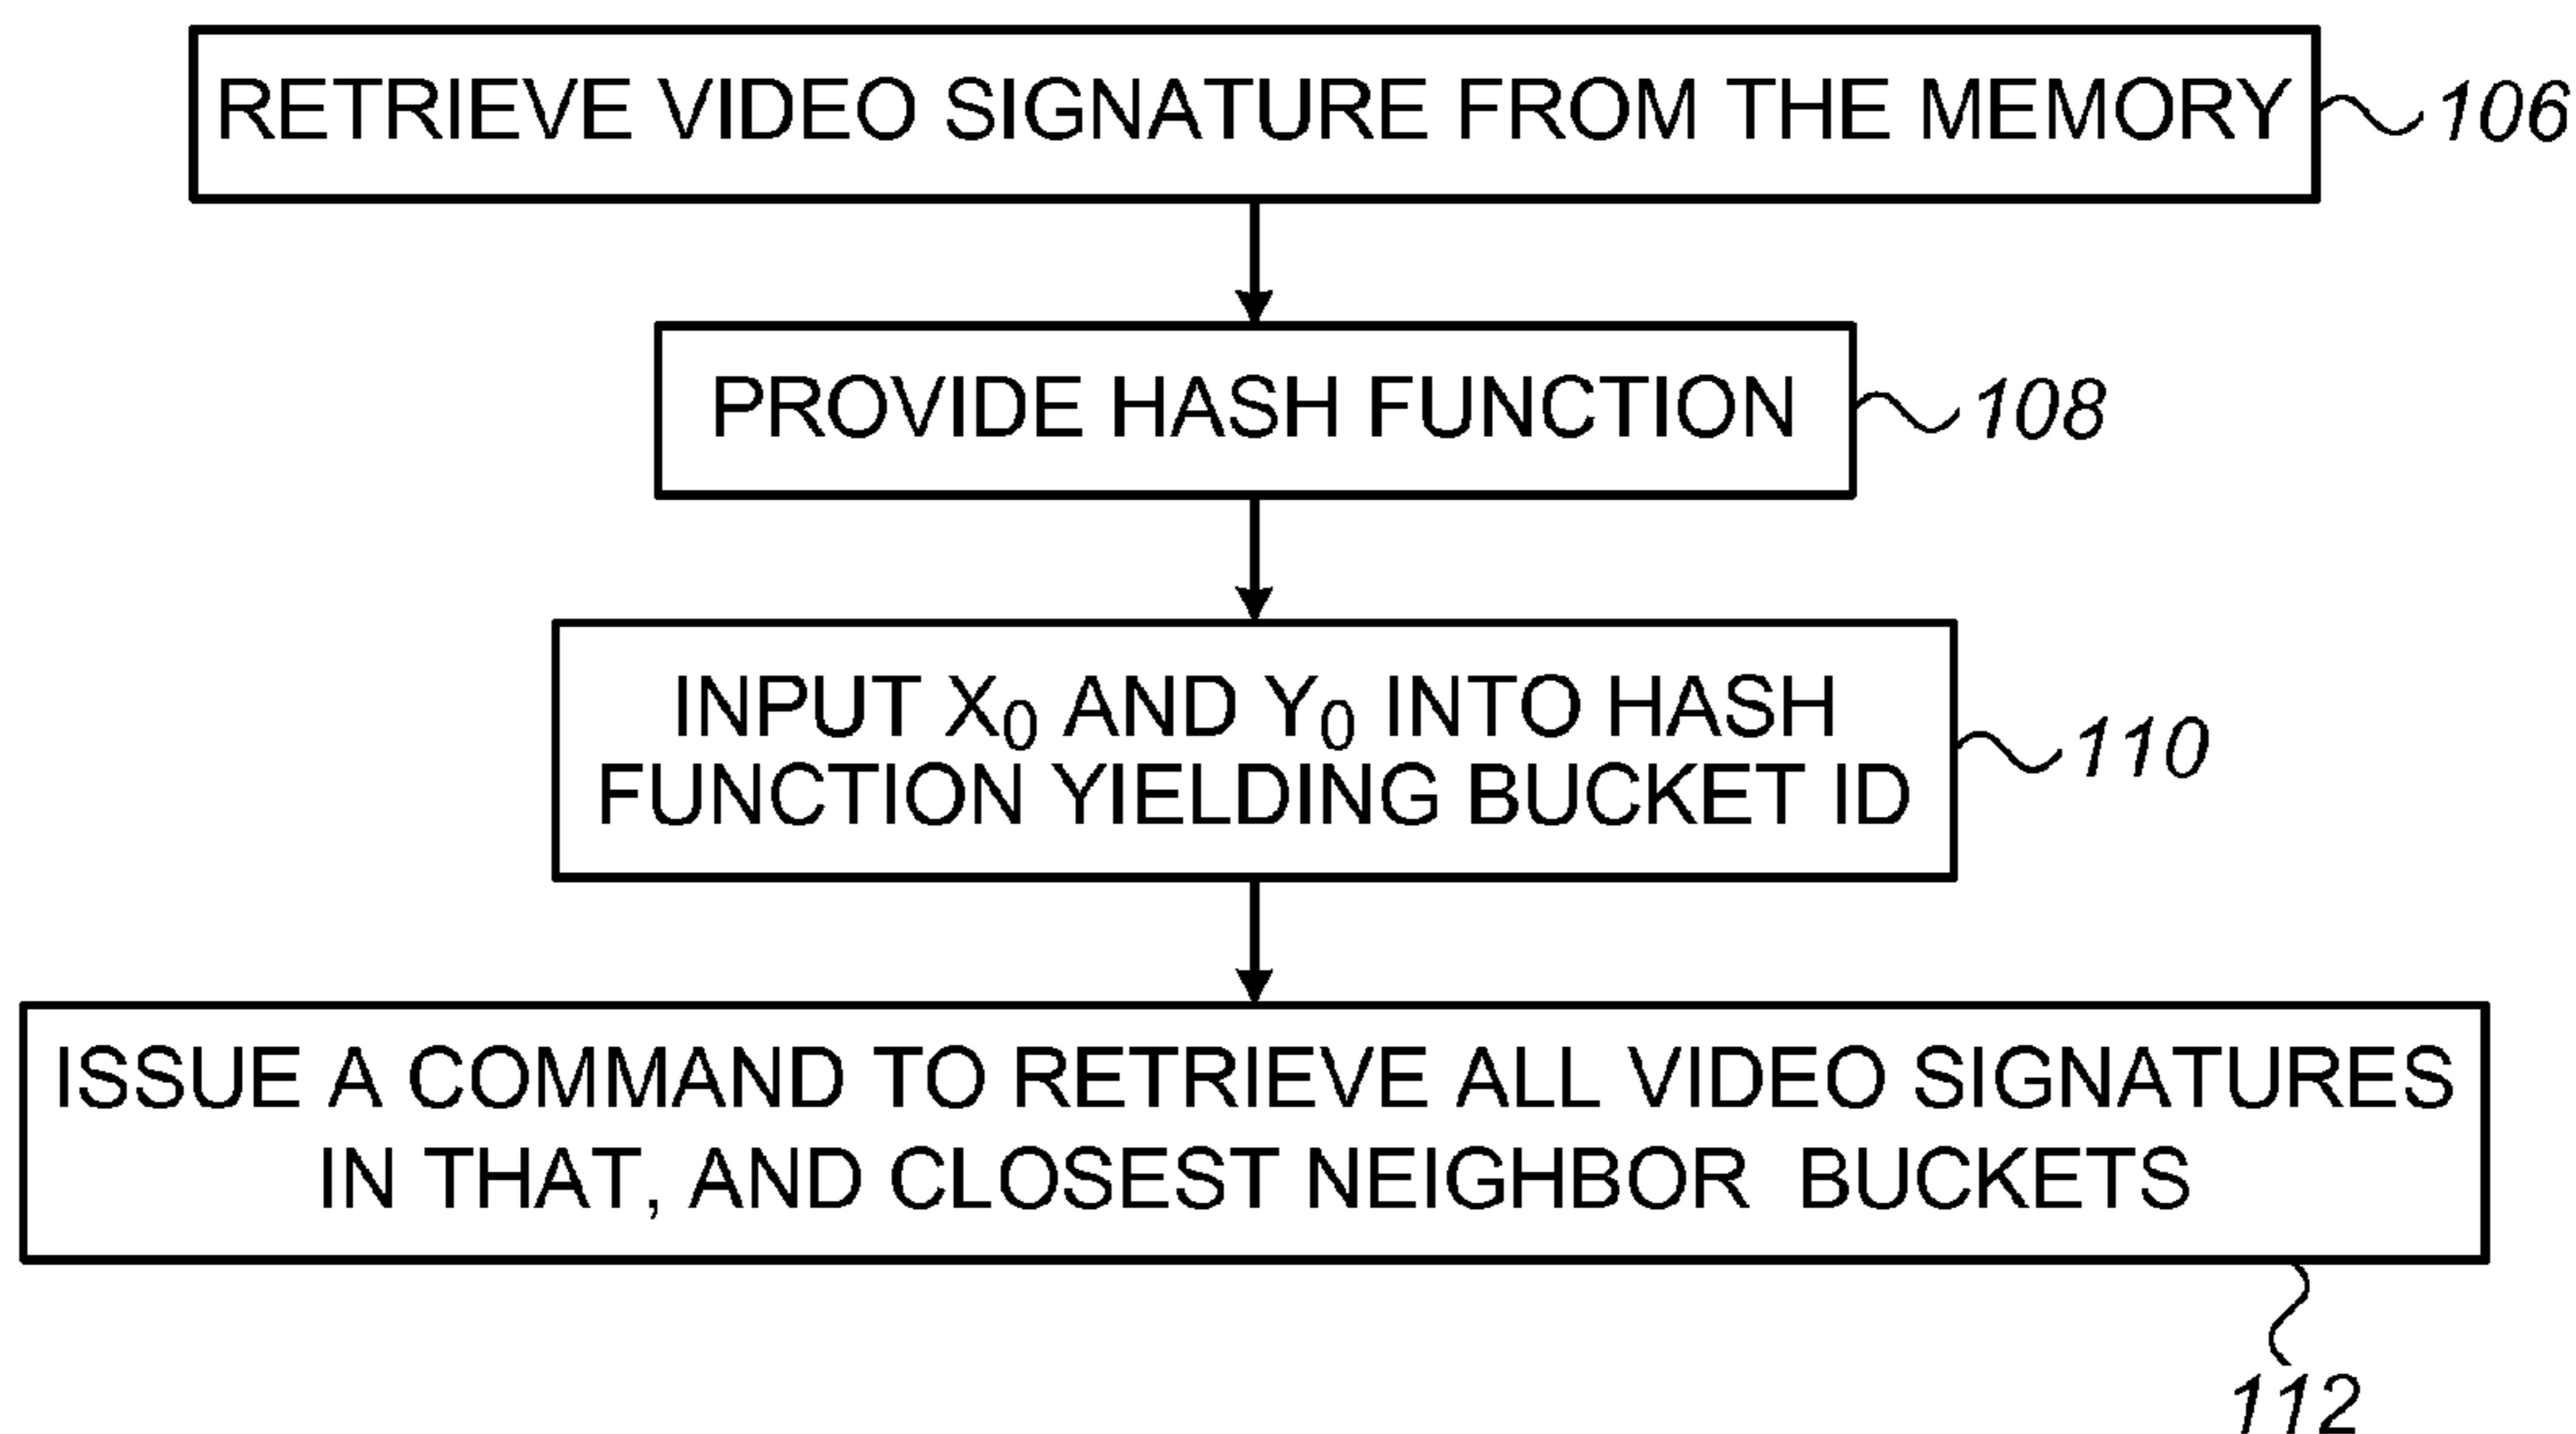 RETRIEVE VIDEO SIGNATURE FROM THE MEMORY
106
PROVIDE HASH FUNCTION
108
INPUT X₀ AND Y₀ INTO HASH
FUNCTION YIELDING BUCKET ID
110
ISSUE A COMMAND TO RETRIEVE ALL VIDEO SIGNATURES
IN THAT, AND CLOSEST NEIGHBOR BUCKETS
112